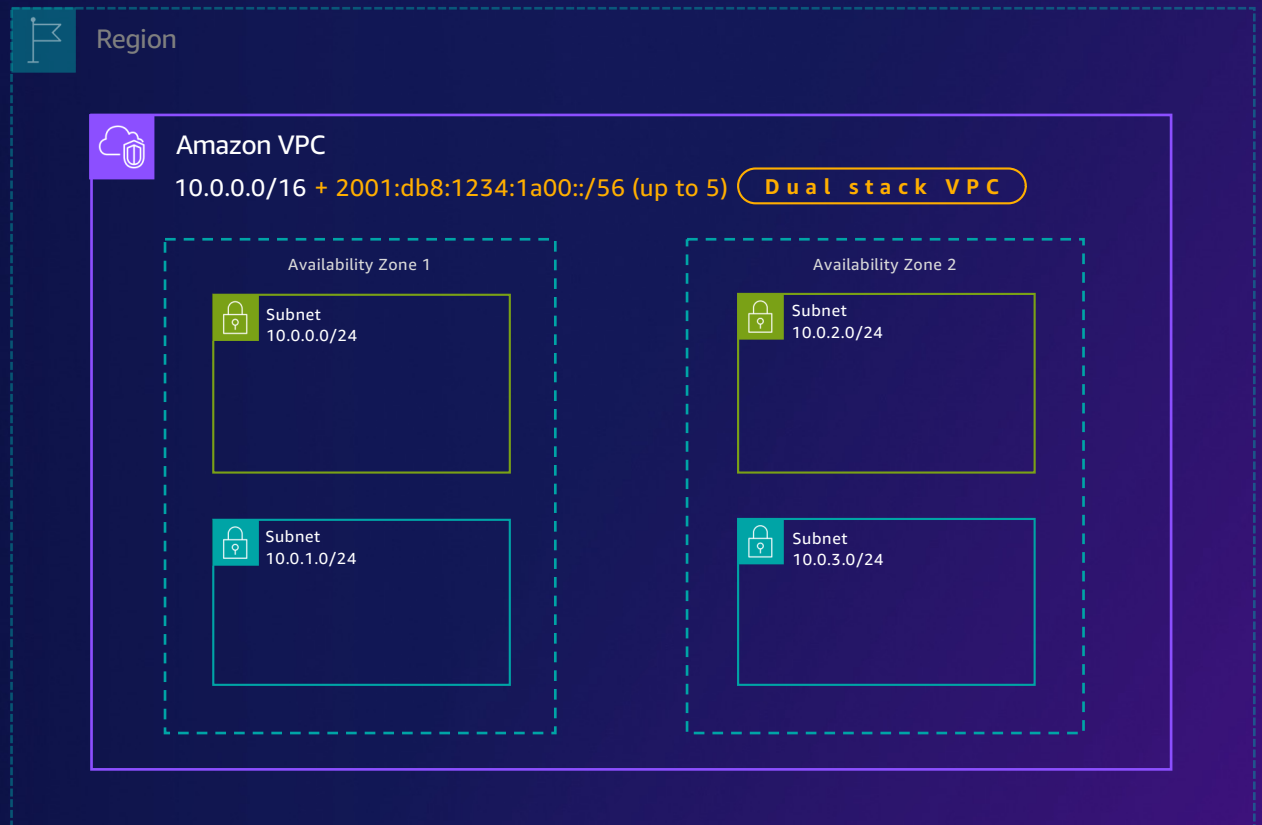 Region
Amazon VPC
10.0.0.0/16 + 2001:db8:1234:1a00::/56 (up to 5) Dual stack VPC
Availability Zone 1
Subnet
10.0.0.0/24
Subnet
10.0.1.0/24
Availability Zone 2
Subnet
10.0.2.0/24
Subnet
10.0.3.0/24